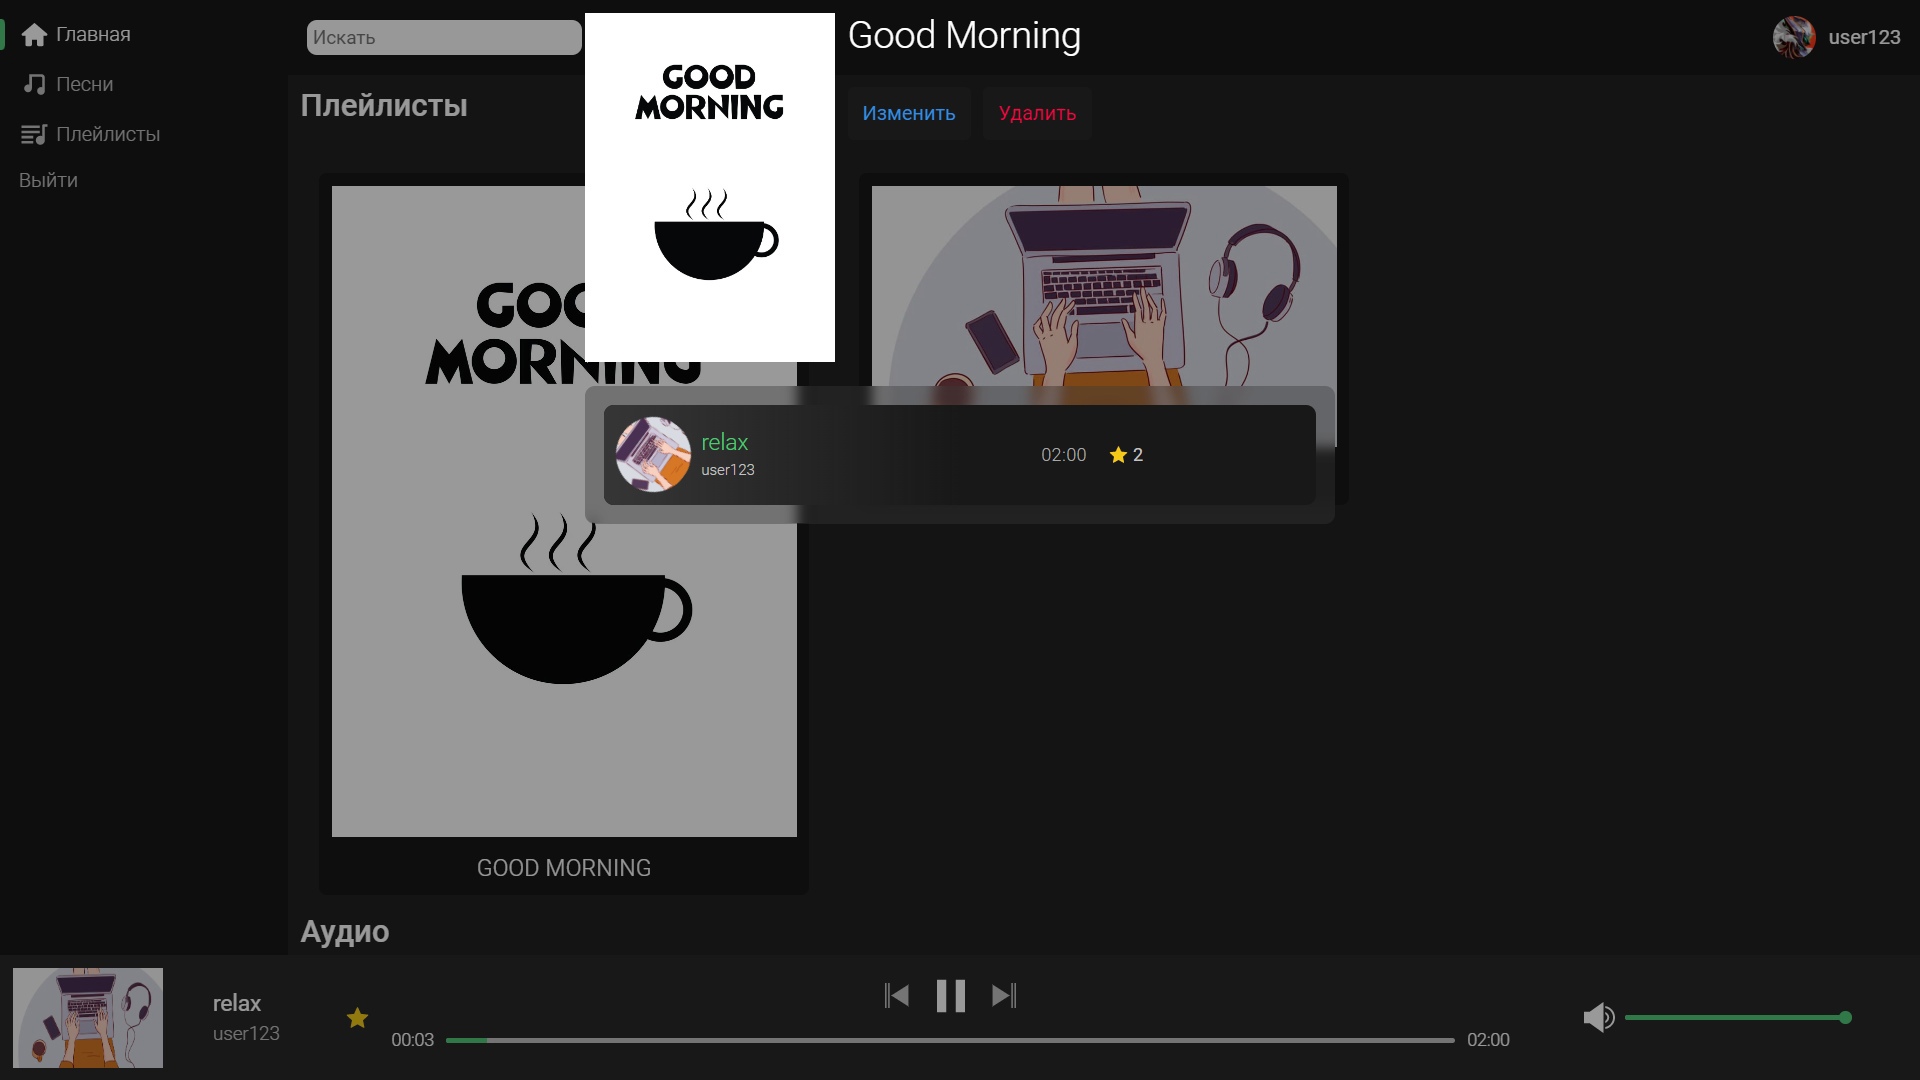 Главная
Песни
Плейлисты
Выйти
Искать
GOOD
MORNING
Good Morning
user123
Плейлисты
Изменить
Удалить
GOO
MORNING
relax
user123
02:00
2
GOOD MORNING
Аудио
relax
user123
00:03
02:00